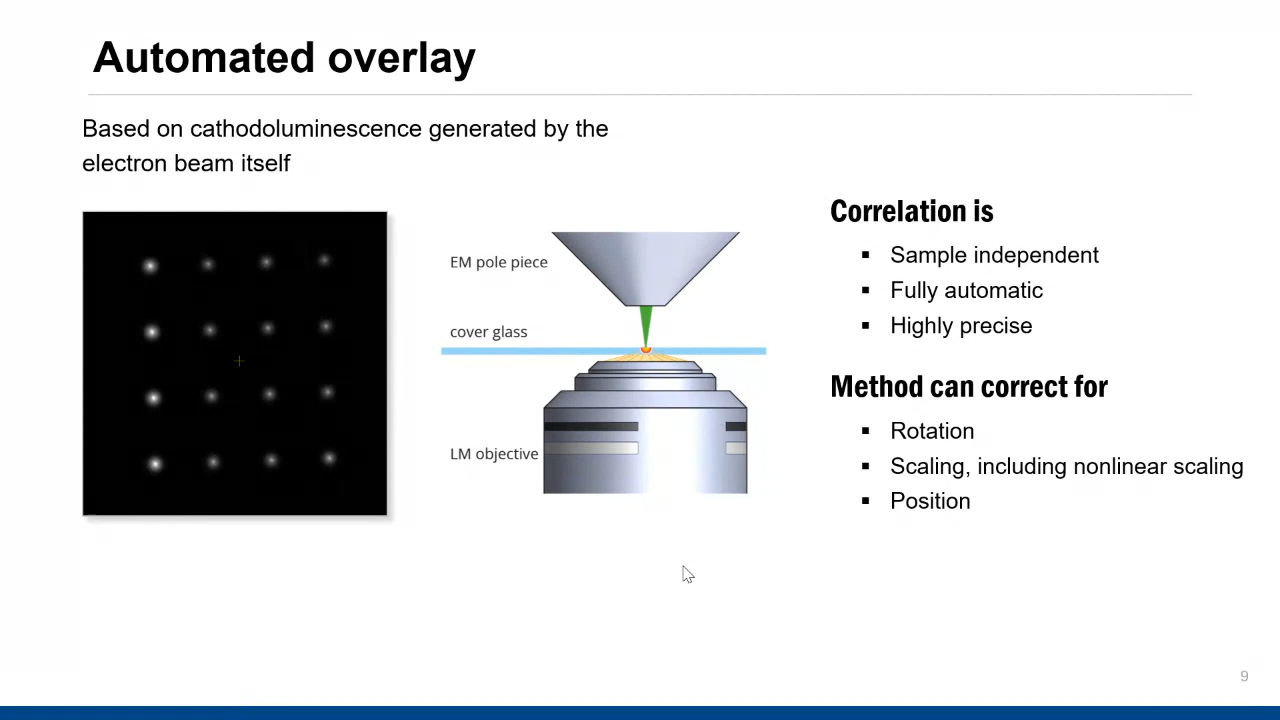 Automated overlay
Based on cathodoluminescence generated by the
electron beam itself
EM pole piece
cover glass
LM objective
Correlation is
▪ Sample independent
▪ Fully automatic
▪ Highly precise
Method can correct for
▪ Rotation
▪ Scaling, including nonlinear scaling
▪ Position
9